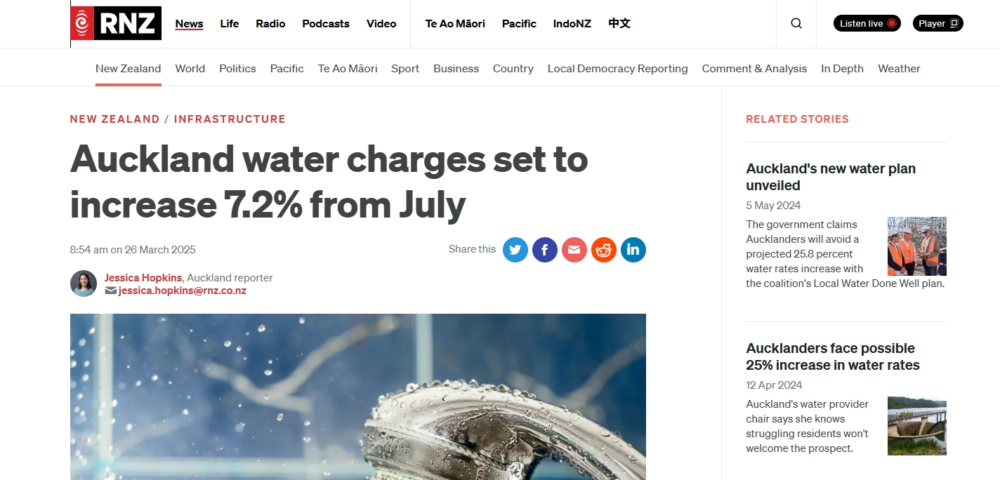 RNZ
News Life Radio Podcasts Video Te Ao Māori Pacific IndoNZ 中文 Listen live Player
New Zealand World Politics Pacific Te Ao Māori Sport Business Country Local Democracy Reporting Comment & Analysis In Depth Weather
NEW ZEALAND / INFRASTRUCTURE
Auckland water charges set to
increase 7.2% from July
8:54 am on 26 March 2025
Share this
Jessica Hopkins, Auckland reporter
jessica.hopkins@rnz.co.nz
RELATED STORIES
Auckland's new water plan
unveiled
5 May 2024
The government claims
Aucklanders will avoid a
projected 25.8 percent
water rates increase with
the coalition's Local Water Done Well plan.
Aucklanders face possible
25% increase in water rates
12 Apr 2024
Auckland's water provider
chair says she knows
struggling residents won't
welcome the prospect.